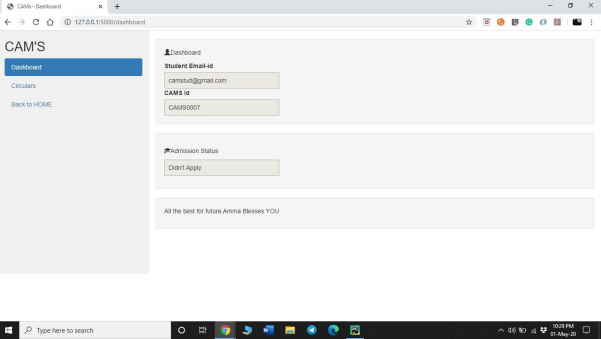 CAMs--Dashboard
127.0.0.1:5000/dashboard
CAM'S
Dashboard
Circulars
Back to HOME
Dashboard
Student Email-id
camstud@gmail.com
CAMS Id
CAMS0007
Admission Status
Didn't Apply
All the best for future Amma Blesses YOU
Type here to search
10:29 PM
01-May-20